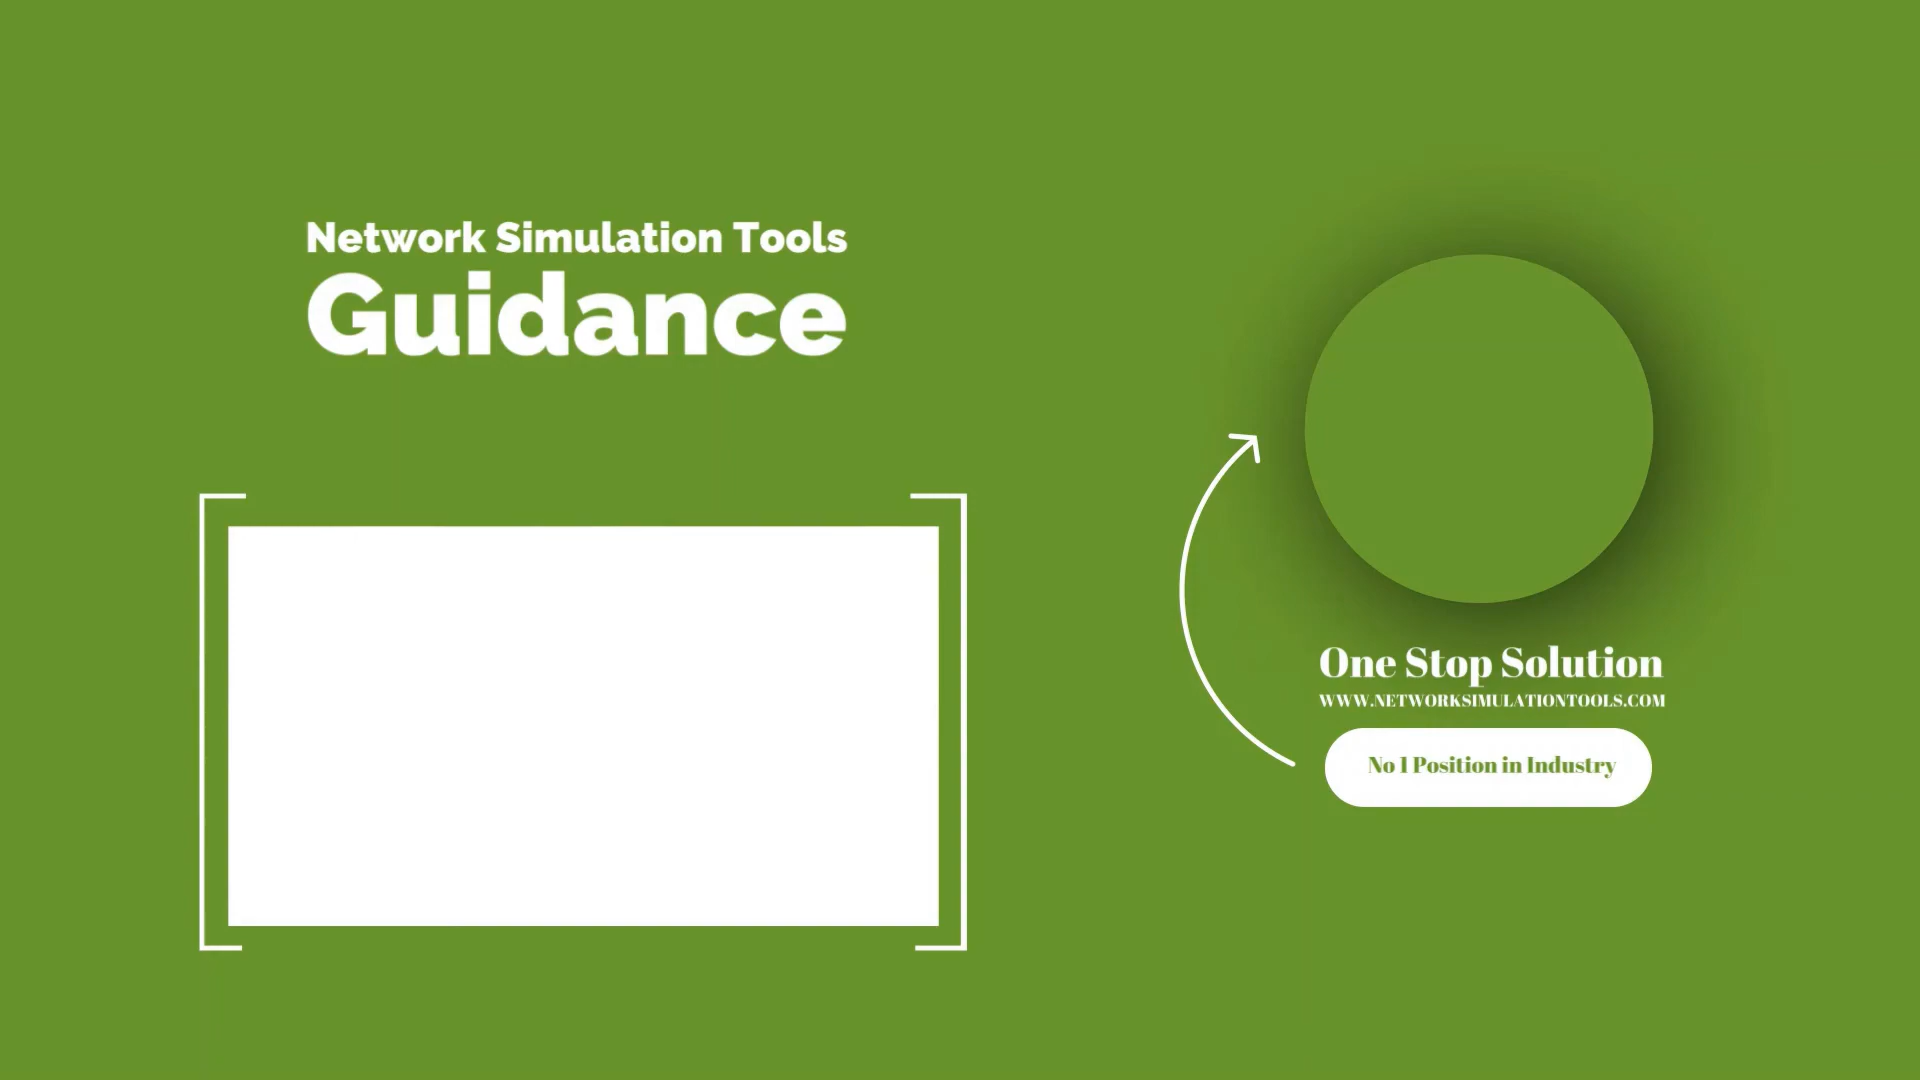 Network Simulation Tools
Guidance
One Stop Solution
WWW.NETWORKSIMULATIONTOOLS.COM
No 1 Position in Industry